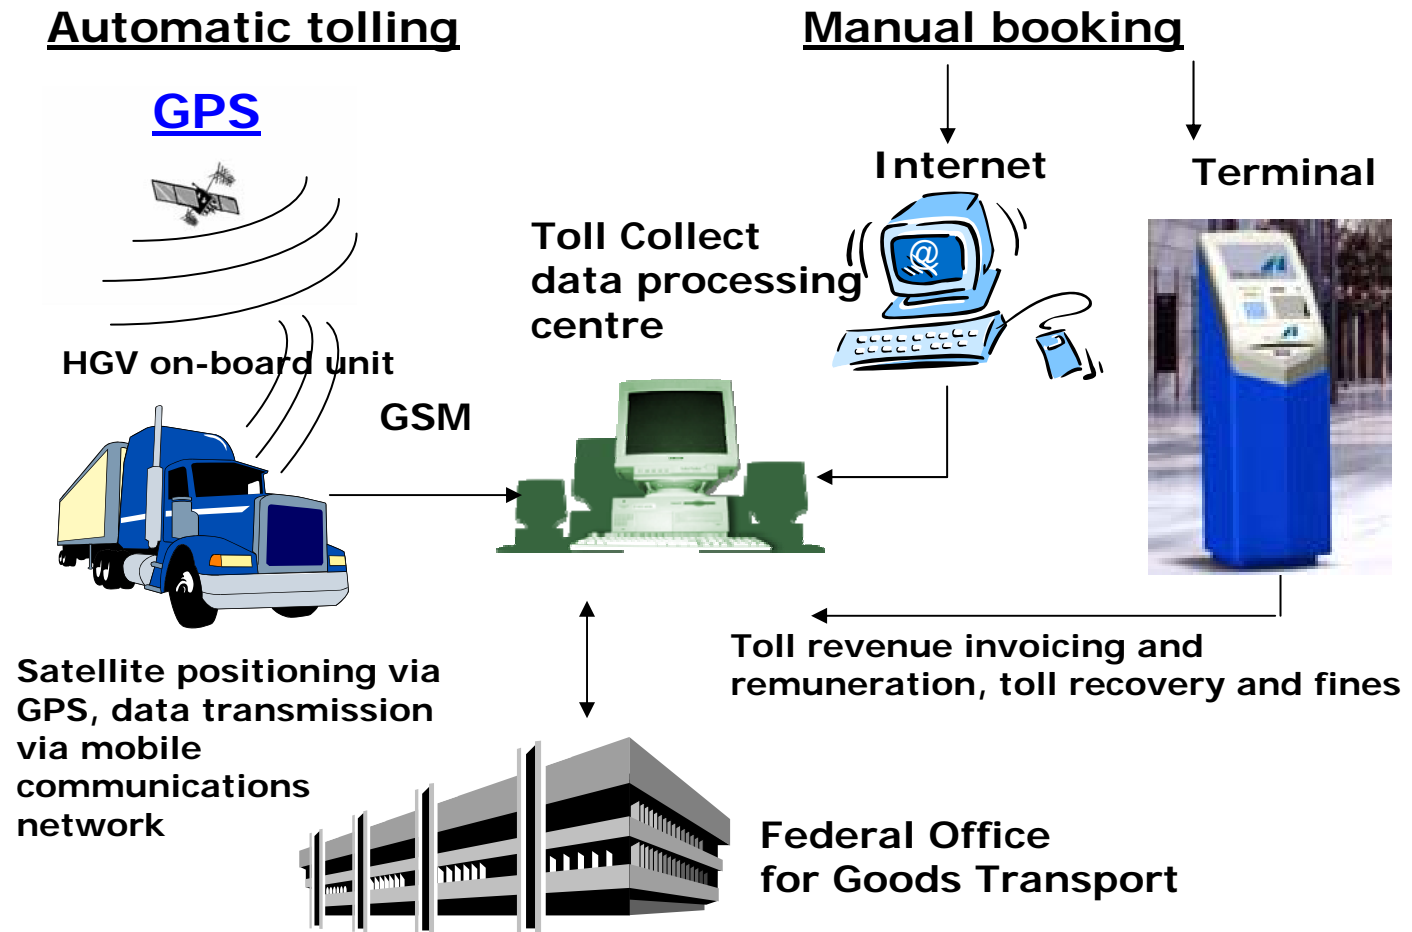 Automatic tolling
Manual booking
GPS
Internet
Terminal
Toll Collect
data processing
centre
@
HGV on-board unit
GSM
Toll revenue invoicing and
remuneration, toll recovery and fines
Satellite positioning via
GPS, data transmission
via mobile
communications
network
Federal Office
for Goods Transport